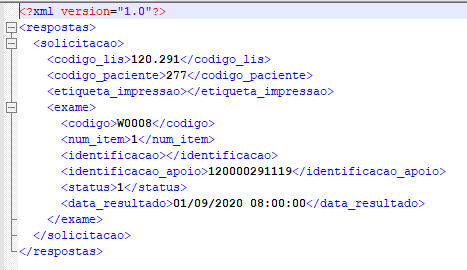 <?xml version="1.0"?>
<respostas>
<solicitacao>
<codigo_lis>120.291</codigo_lis>
<codigo_paciente>277</codigo_paciente>
<etiqueta_impressao></etiqueta_impressao>
<exame>
<codigo>W0008</codigo>
<num_item>1</num_item>
<identificacao></identificacao>
<identificacao_apoio>120000291119</identificacao_apoio>
<status>1</status>
<data_resultado>01/09/2020 08:00:00</data_resultado>
</exame>
</solicitacao>
</respostas>